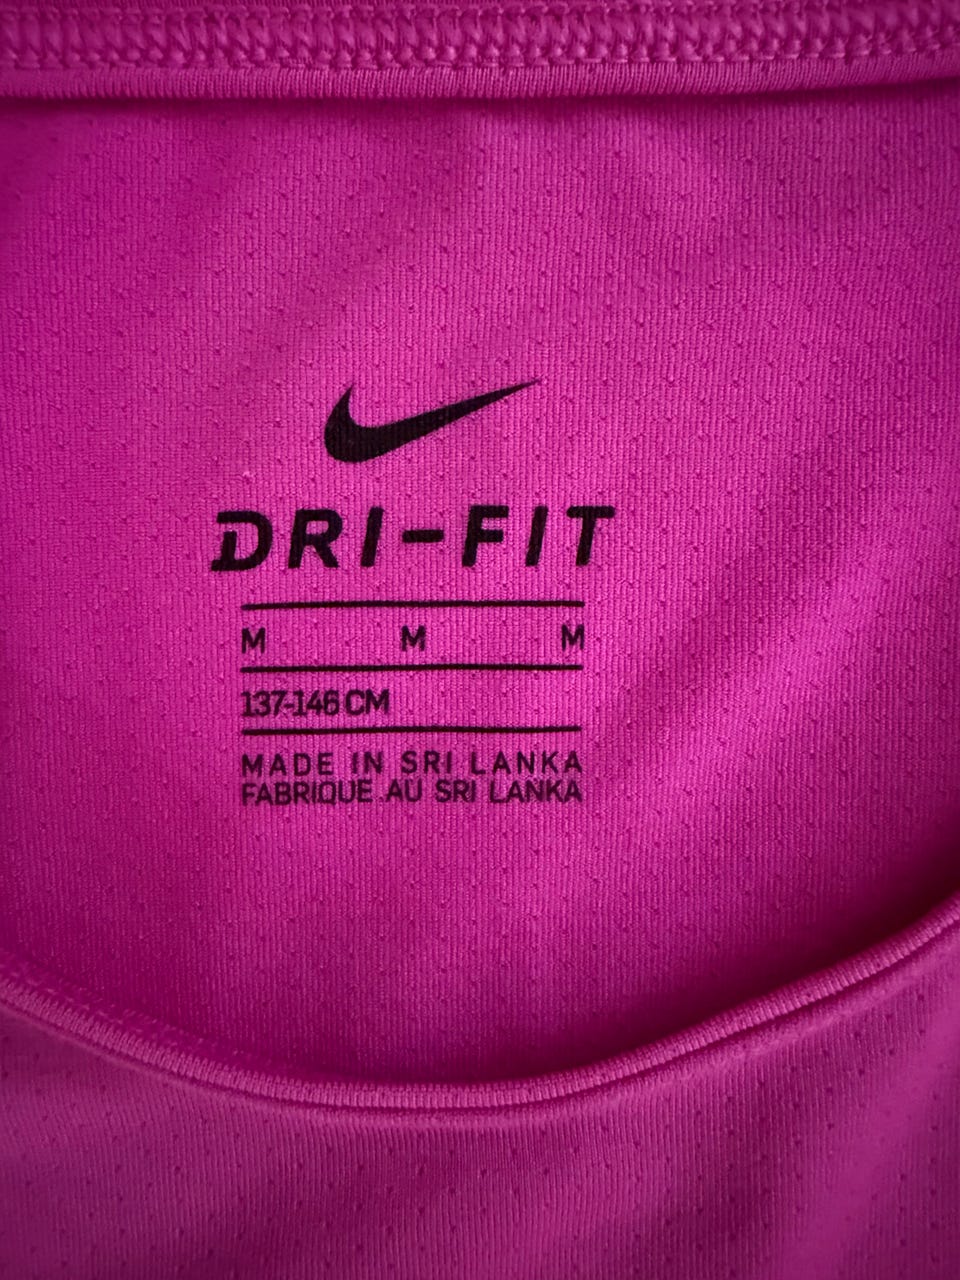 DRI-FIT
M M M
137-146 CM
MADE IN SRI LANKA
FABRIQUE AU SRI LANKA